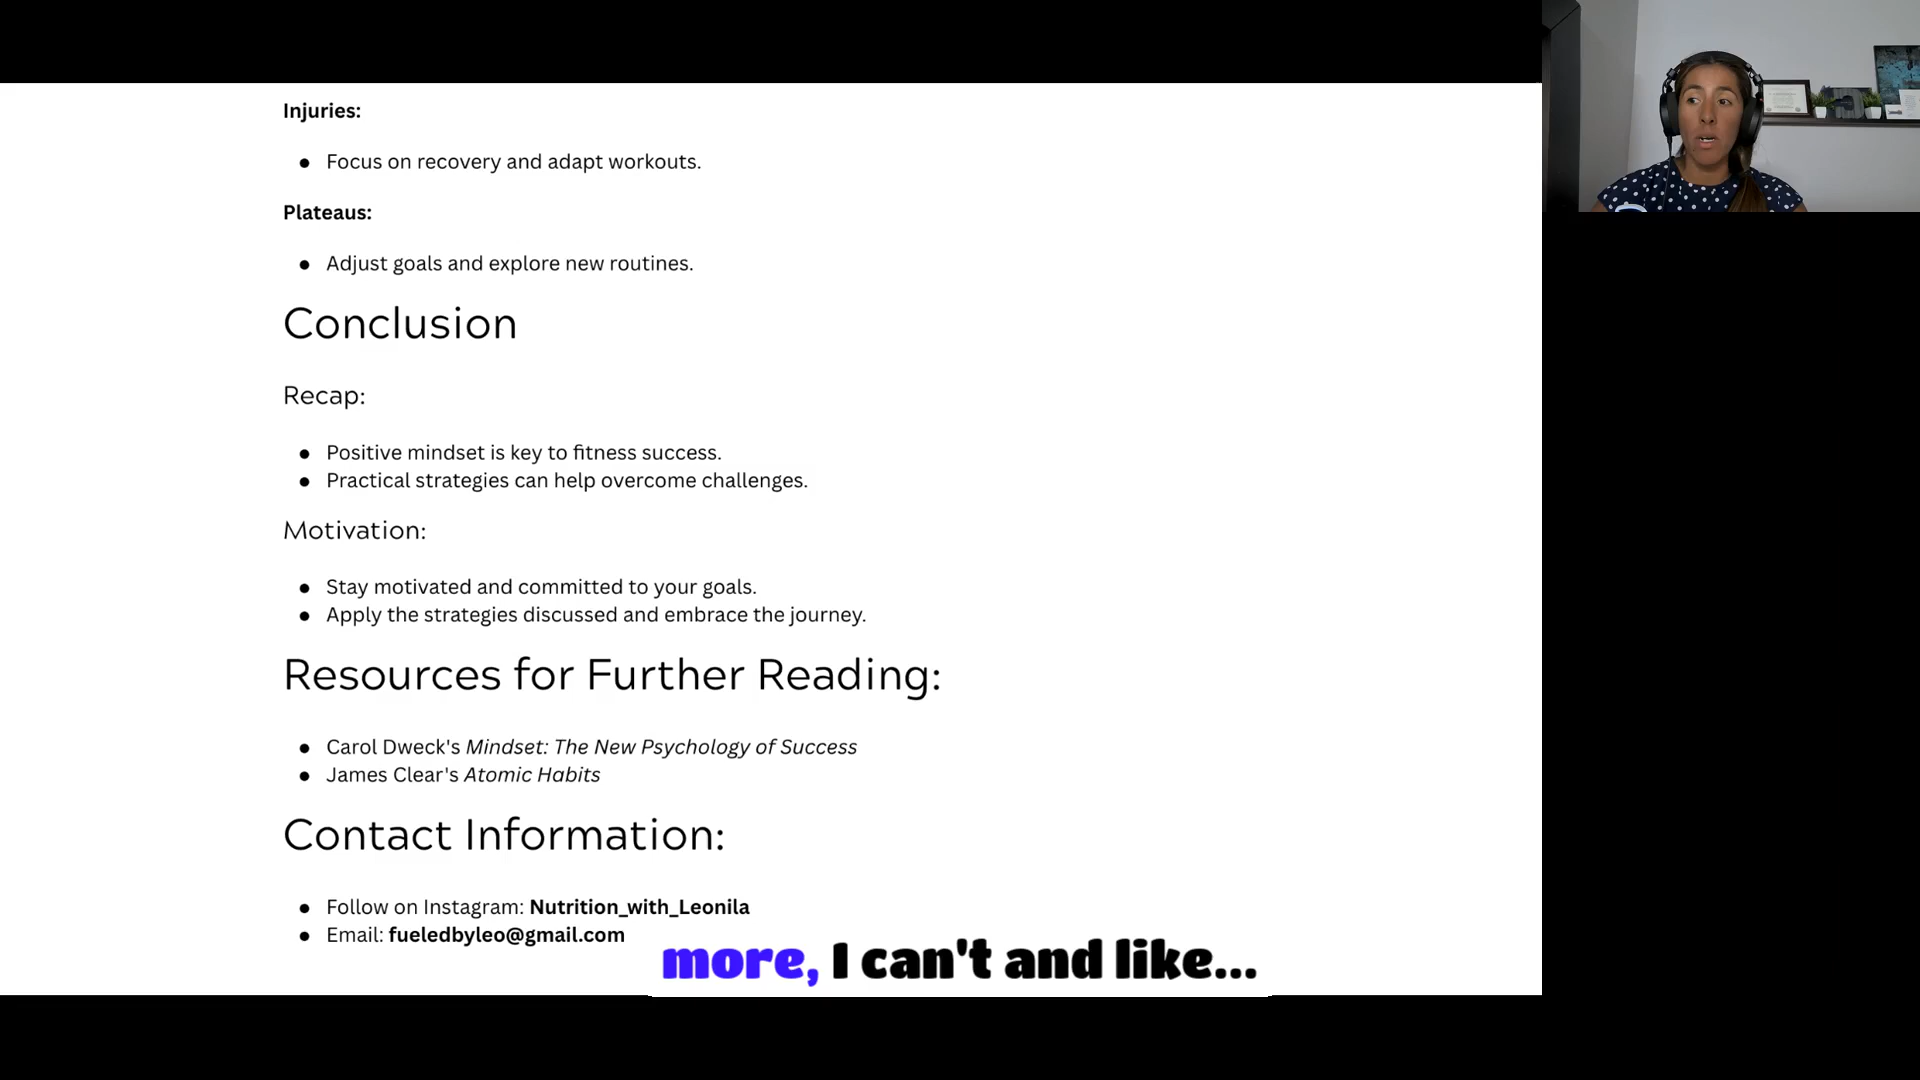 Injuries:
● Focus on recovery and adapt workouts.
Plateaus:
● Adjust goals and explore new routines.
Conclusion
Recap:
● Positive mindset is key to fitness success.
● Practical strategies can help overcome challenges.
Motivation:
● Stay motivated and committed to your goals.
● Apply the strategies discussed and embrace the journey.
Resources for Further Reading:
● Carol Dweck's Mindset: The New Psychology of Success
● James Clear's Atomic Habits
Contact Information:
● Follow on Instagram: Nutrition_with_Leonila
● Email: fueledbyleo@gmail.com
more, I can't and like...